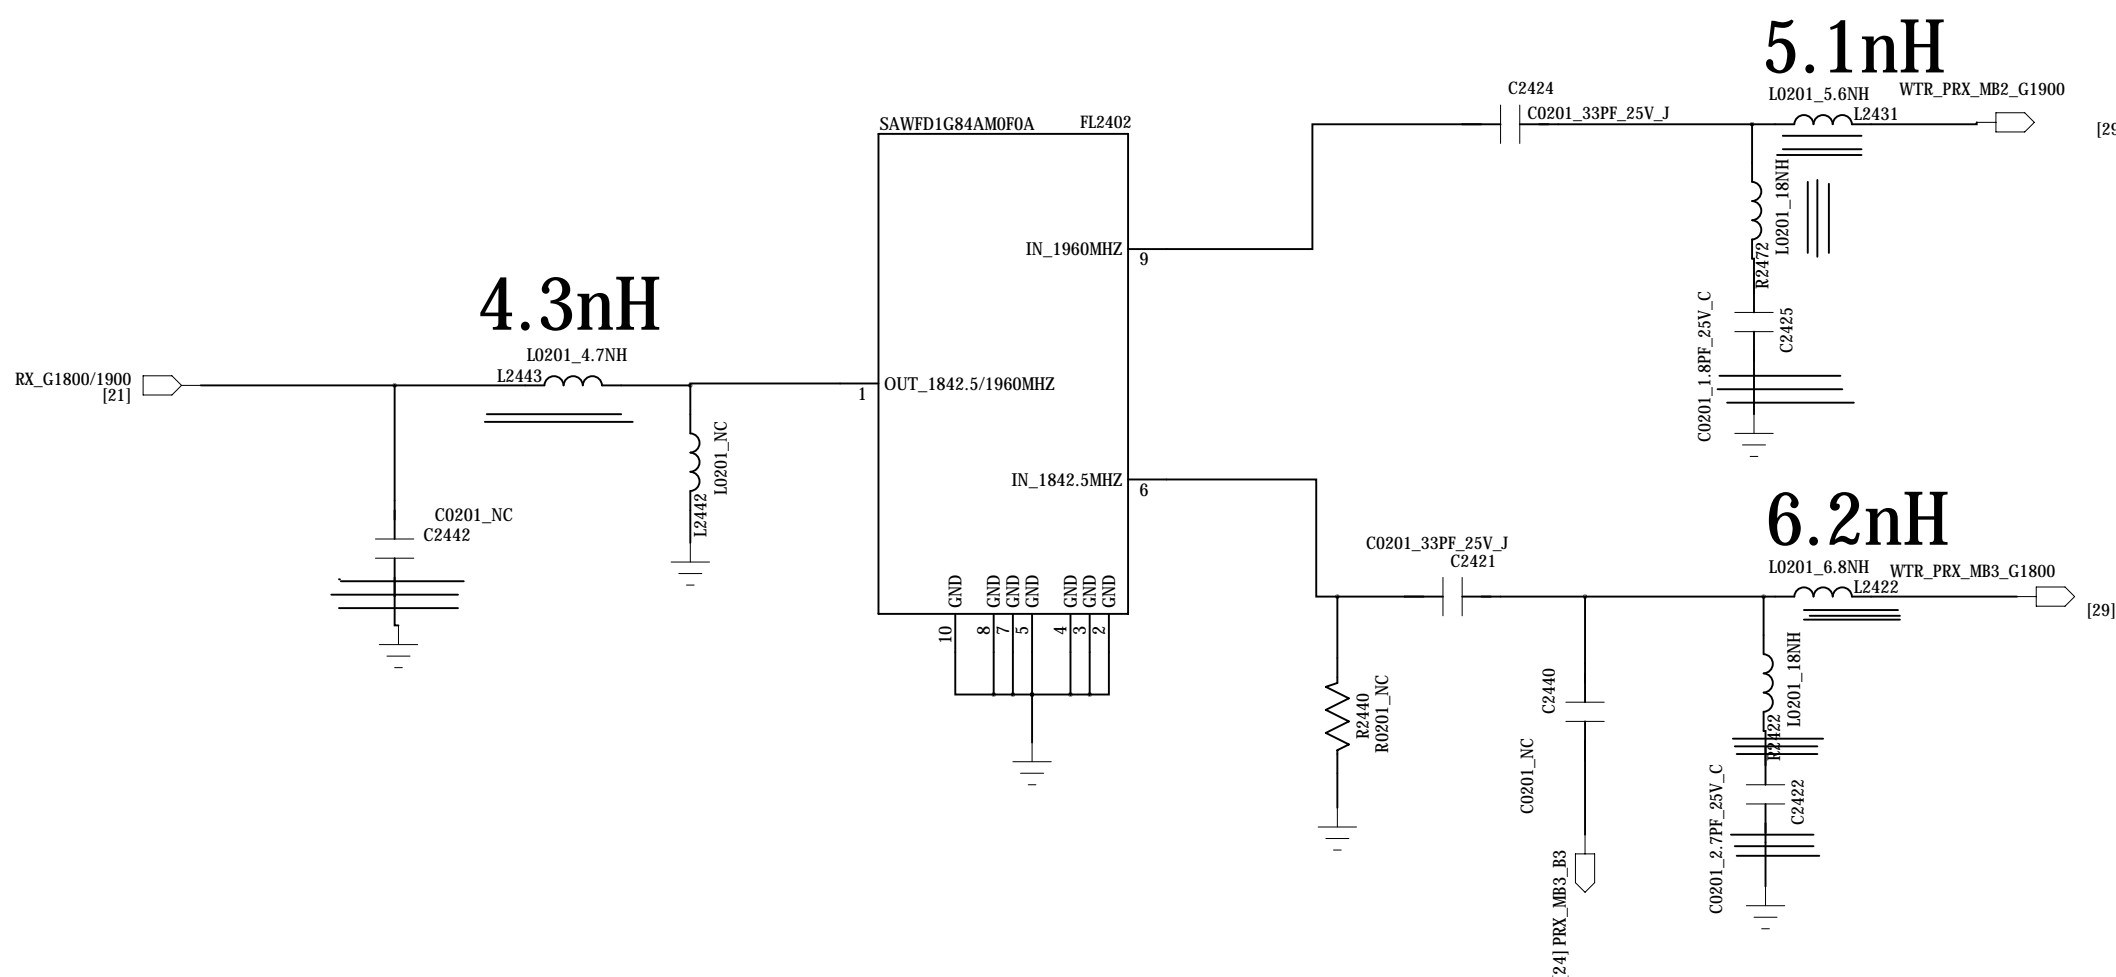 5.1nH
C2424
L0201_5.6NH
WTR_PRX_MB2_G1900
C0201_33PF_25V_J
L2431
[29
SAWFD1G84AM0F0A
FL2402
L0201_18NH
R2472
IN_1960MHZ
9
C0201_1.8PF_25V_C
C2425
4.3nH
L0201_4.7NH
L2443
RX_G1800/1900
[21]
OUT_1842.5/1960MHZ
1
L0201_NC
L2442
C0201_NC
C2442
IN_1842.5MHZ
6
6.2nH
C0201_33PF_25V_J
C2421
L0201_6.8NH
WTR_PRX_MB3_G1800
L2422
[29]
GND
GND
GND
GND
GND
GND
GND
10
8
7
5
4
3
2
R2440
R0201_NC
C2440
C0201_NC
L0201_18NH
R2422
C0201_2.7PF_25V_C
C2422
24] PRX_MB3_B3